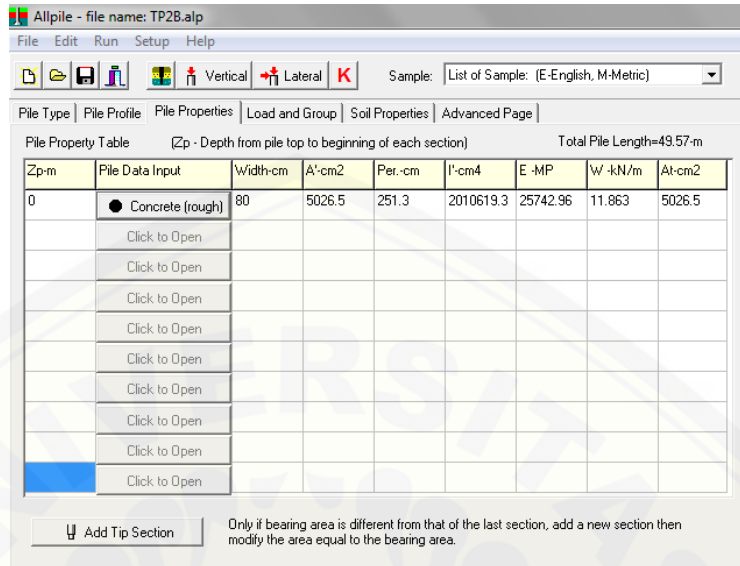 Allpile - file name: TP2B.alp
File Edit Run Setup Help
Vertical Lateral K Sample: List of Sample: (E-English, M-Metric)
Pile Type Pile Profile Pile Properties Load and Group Soil Properties Advanced Page
Pile Property Table (Zp - Depth from pile top to beginning of each section) Total Pile Length=49.57-m
Zp-m Pile Data Input Width-cm A'-cm2 Per.-cm I'-cm4 E -MP W -kN/m At-cm2
0 Concrete (rough) 80 5026.5 251.3 2010619.3 25742.96 11.863 5026.5
Click to Open
Click to Open
Click to Open
Click to Open
Click to Open
Click to Open
Click to Open
Click to Open
Click to Open
Add Tip Section Only if bearing area is different from that of the last section, add a new section then
modify the area equal to the bearing area.